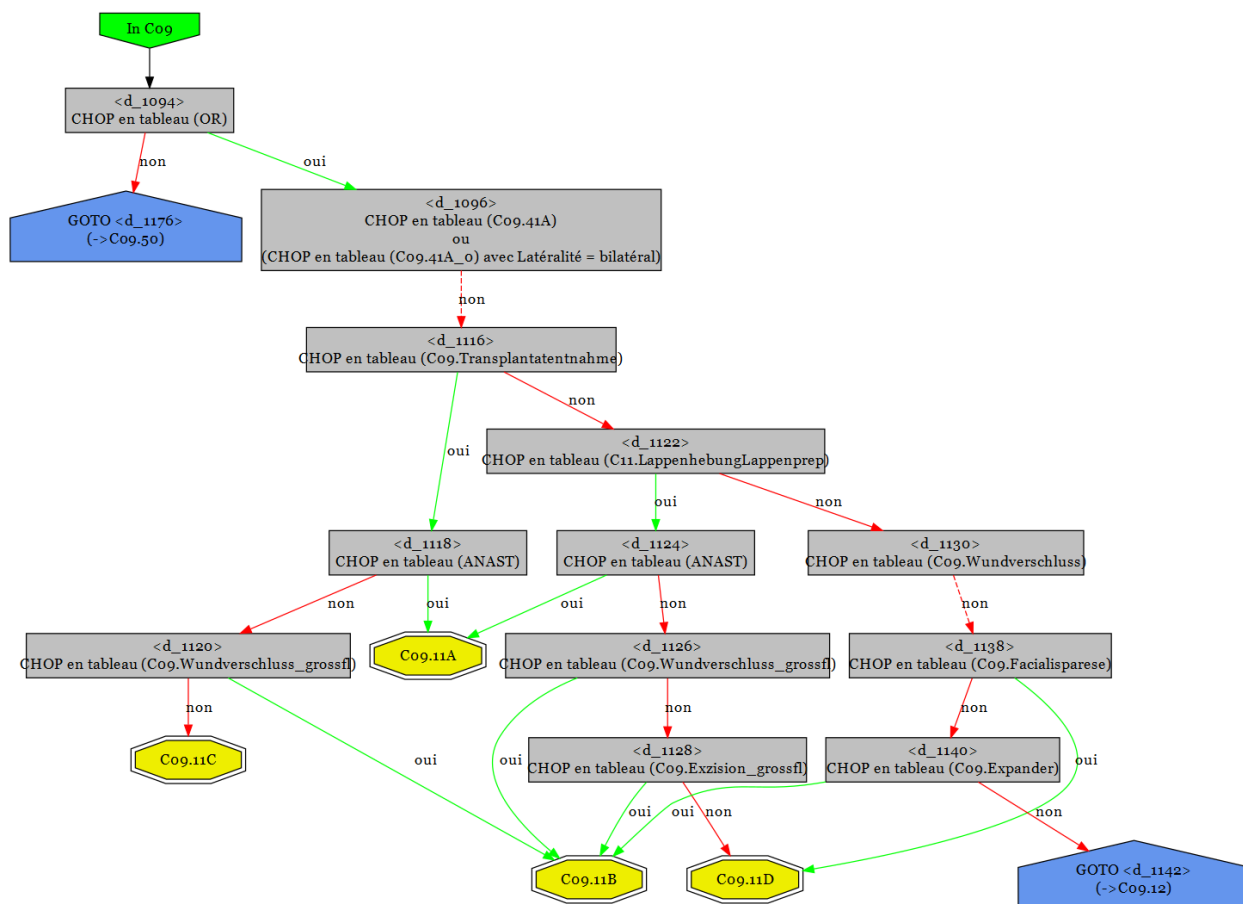 In C09
<d_1094>
CHOP en tableau (OR)
non
oui
GOTO <d_1176>
(->C09.50)
<d_1096>
CHOP en tableau (C09.41A)
ou
(CHOP en tableau (C09.41A_0) avec Latéralité = bilatéral)
non
<d_1116>
CHOP en tableau (C09.Transplantatentnahme)
non
oui
<d_1122>
CHOP en tableau (C11.LappenhebungLappenprep)
oui
non
<d_1118>
CHOP en tableau (ANAST)
<d_1124>
CHOP en tableau (ANAST)
<d_1130>
CHOP en tableau (C09.Wundverschluss)
non
oui
oui
non
non
<d_1120>
CHOP en tableau (C09.Wundverschluss_grossfl)
C09.11A
<d_1126>
CHOP en tableau (C09.Wundverschluss_grossfl)
<d_1138>
CHOP en tableau (C09.Facialisparese)
non
non
non
C09.11C
oui
oui
<d_1128>
CHOP en tableau (C09.Exzision_grossfl)
<d_1140>
CHOP en tableau (C09.Expander)
oui
oui
non
oui
non
C09.11B
C09.11D
GOTO <d_1142>
(->C09.12)